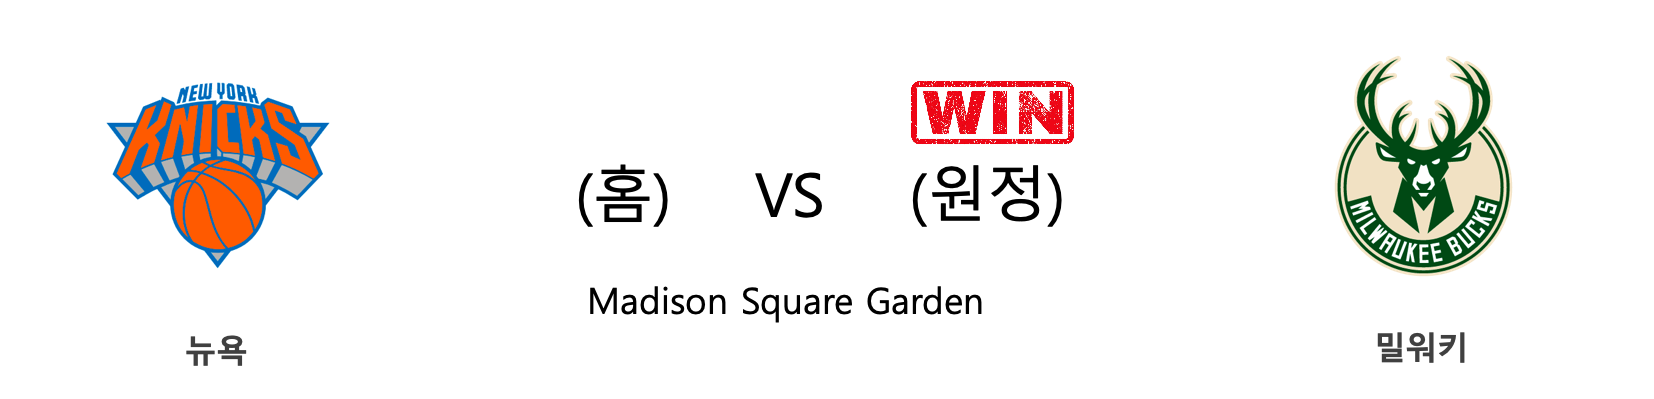 NEW YORK
KNICKS
뉴욕
WIN
(홈) VS (원정)
Madison Square Garden
MILWAUKEE BUCKS
밀워키